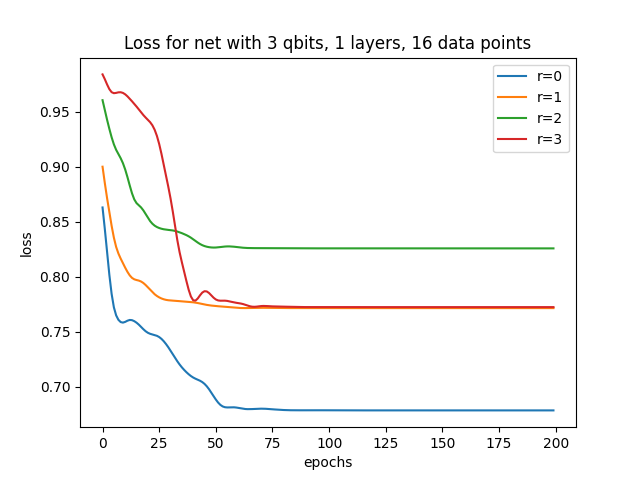 Loss for net with 3 qbits, 1 layers, 16 data points
r=0
r=1
r=2
r=3
loss
0.95
0.90
0.85
0.80
0.75
0.70
0 25 50 75 100 125 150 175 200
epochs